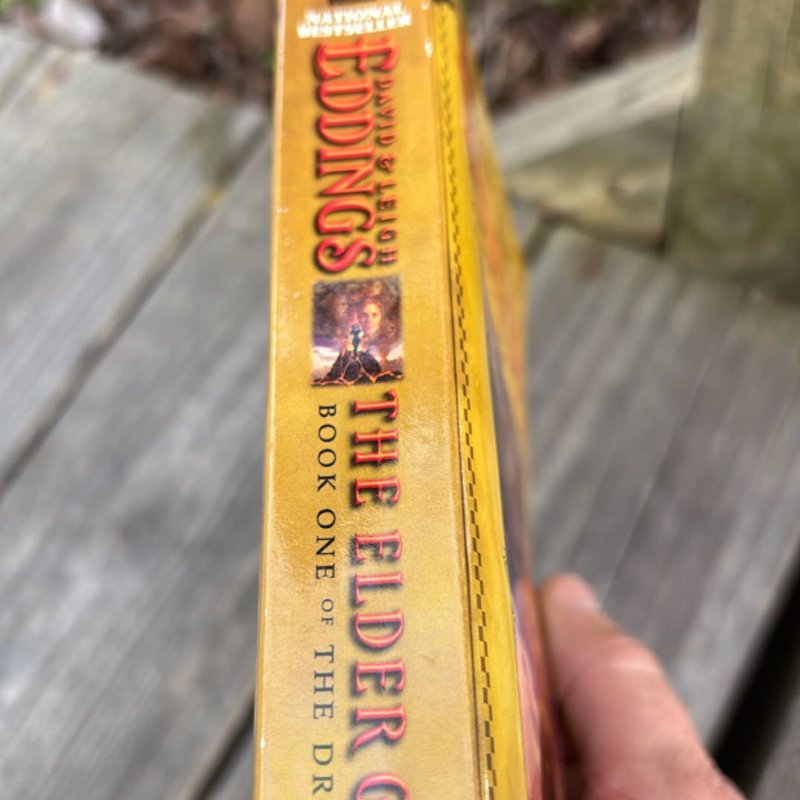 NATIONAL
BESTSELLER
DAVID & LEIGH
EDDINGS
THE ELDER G
BOOK ONE OF THE DR